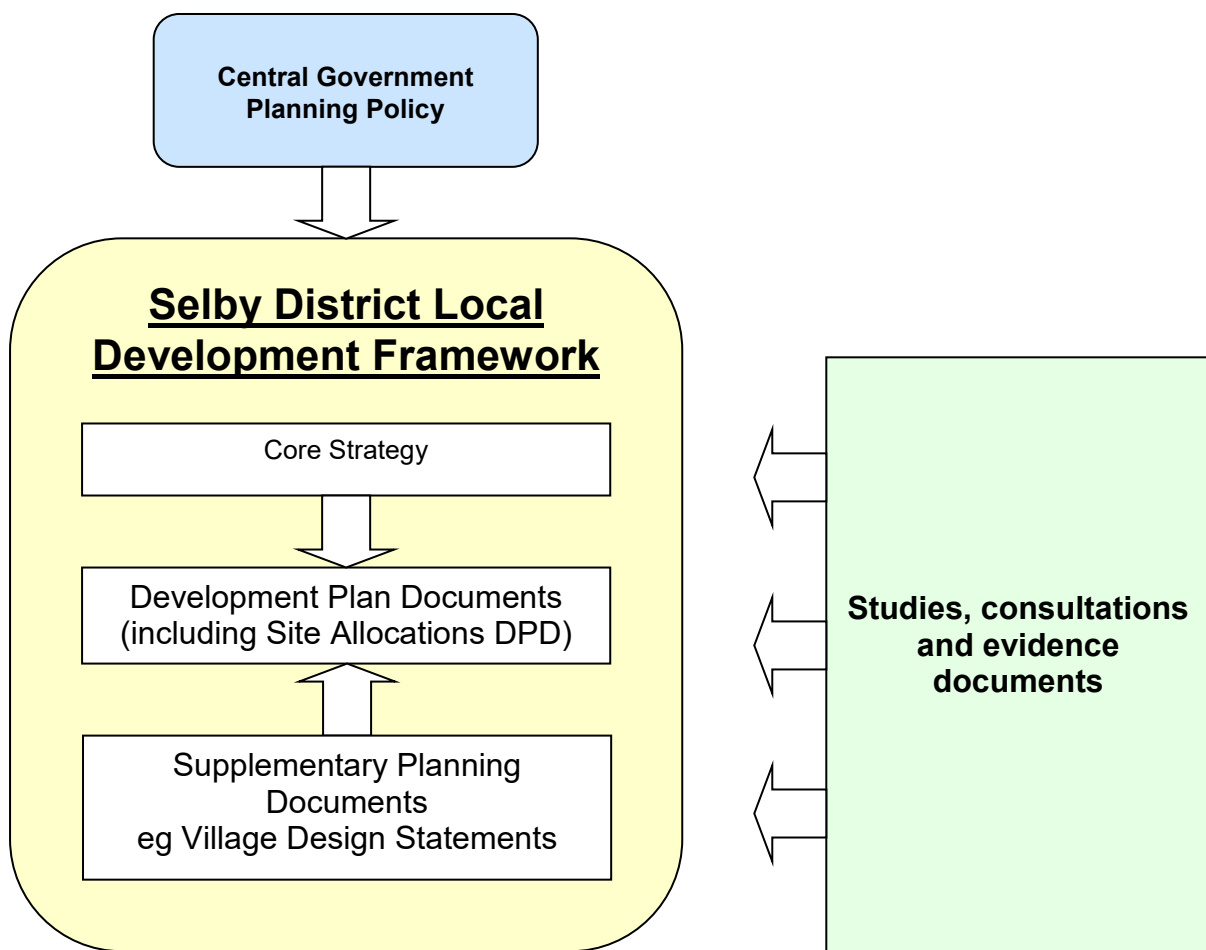 Central Government
Planning Policy
Selby District Local
Development Framework
Core Strategy
Development Plan Documents
(including Site Allocations DPD)
Supplementary Planning
Documents
eg Village Design Statements
Studies, consultations
and evidence
documents